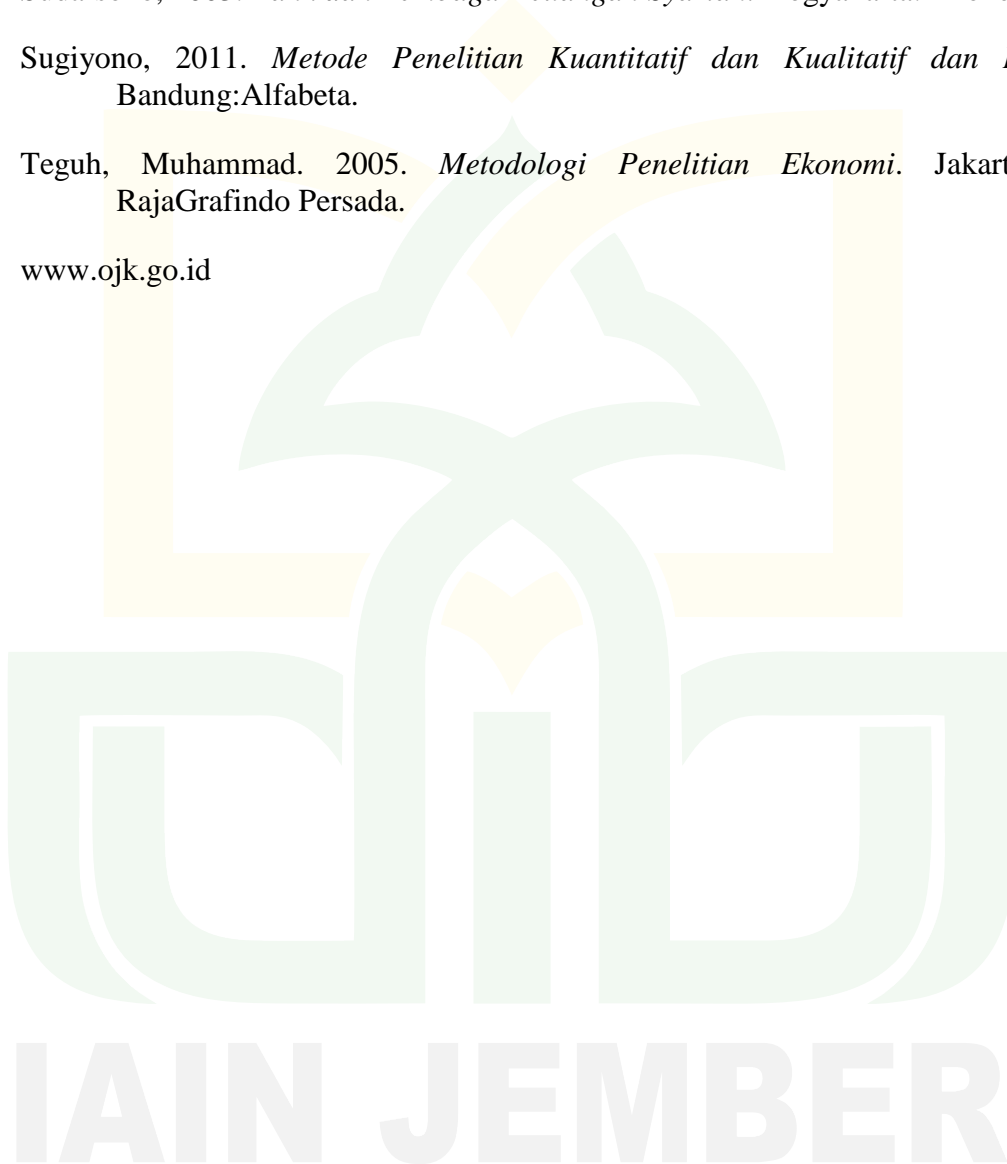 Sugiyono, 2011. Metode Penelitian Kuantitatif dan Kualitatif dan
Bandung:Alfabeta.
Teguh, Muhammad. 2005. Metodologi Penelitian Ekonomi. Jakart
RajaGrafindo Persada.
www.ojk.go.id
IAIN JEMBER